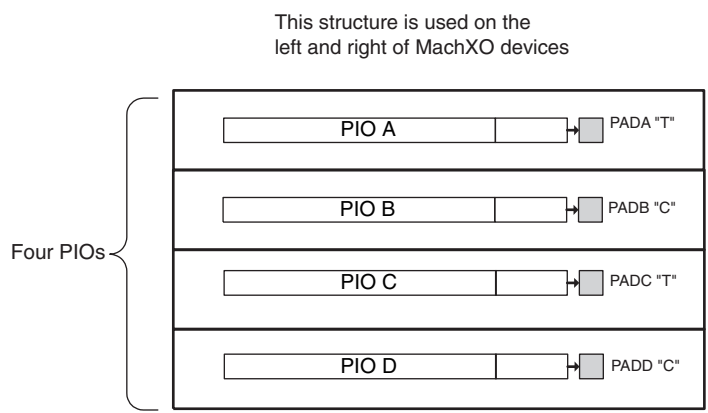 This structure is used on the
left and right of MachXO devices
PIO A
PADA "T"
PIO B
PADB "C"
Four PIOs
PIO C
PADC "T"
PIO D
PADD "C"